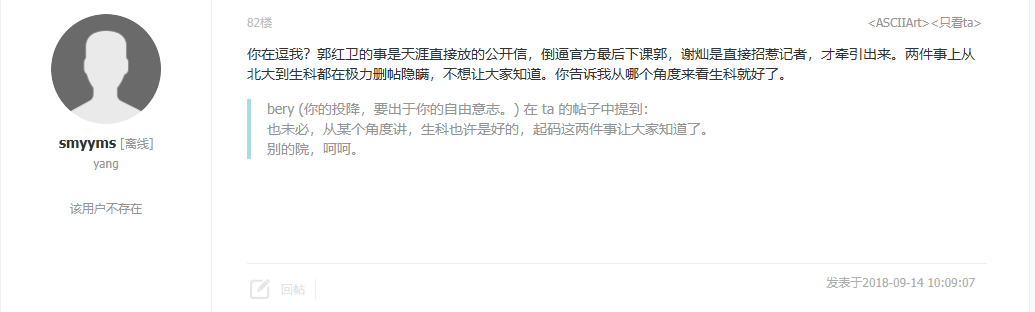 82楼
<ASCIIArt><只看ta>
你在逗我？郭红卫的事是天涯直接放的公开信，倒逼官方最后下课郭，谢灿是直接招惹记者，才牵引出来。两件事上从
北大到生科都在极力删帖隐瞒，不想让大家知道。你告诉我从哪个角度来看生科就好了。
bery (你的投降，要出于你的自由意志。) 在 ta 的帖子中提到：
也未必，从某个角度讲，生科也许是好的，起码这两件事让大家知道了。
别的院，呵呵。
smyyms [离线]
yang
该用户不存在
回帖
发表于2018-09-14 10:09:07